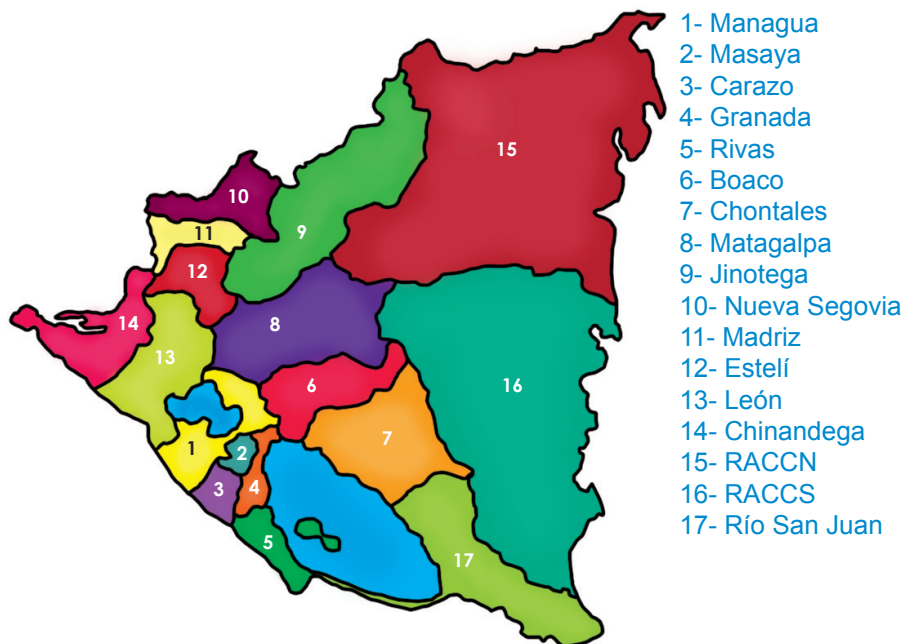 1- Managua
2- Masaya
3- Carazo
4- Granada
5- Rivas
6- Boaco
7- Chontales
8- Matagalpa
9- Jinotega
10- Nueva Segovia
11- Madriz
12- Estelí
13- León
14- Chinandega
15- RACCN
16- RACCS
17- Río San Juan
15
10
11
9
12
14
8
13
6
16
7
1
2
3
4
5
17